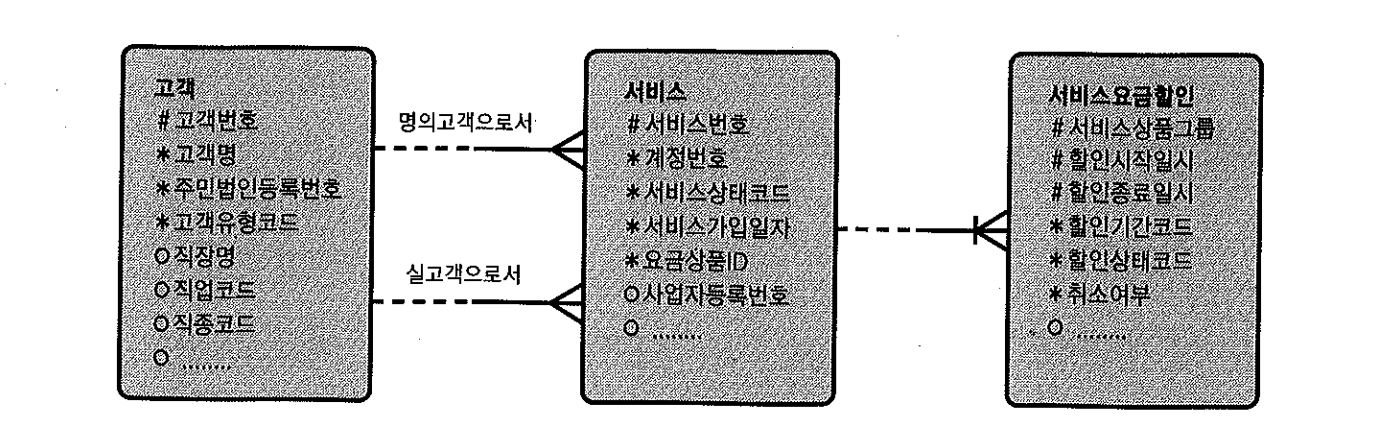 고객
#고객번호
*고객명
*주민법인등록번호
*고객유형코드
O직장명
O직업코드
O직종코드
O ........
명의고객으로서
실고객으로서
서비스
#서비스번호
*계정번호
*서비스상태코드
*서비스가입일자
*요금상품ID
O사업자등록번호
O ........
서비스요금할인
#서비스상품그룹
#할인시작일시
#할인종료일시
*할인기간코드
*할인상태코드
*취소여부
O ........